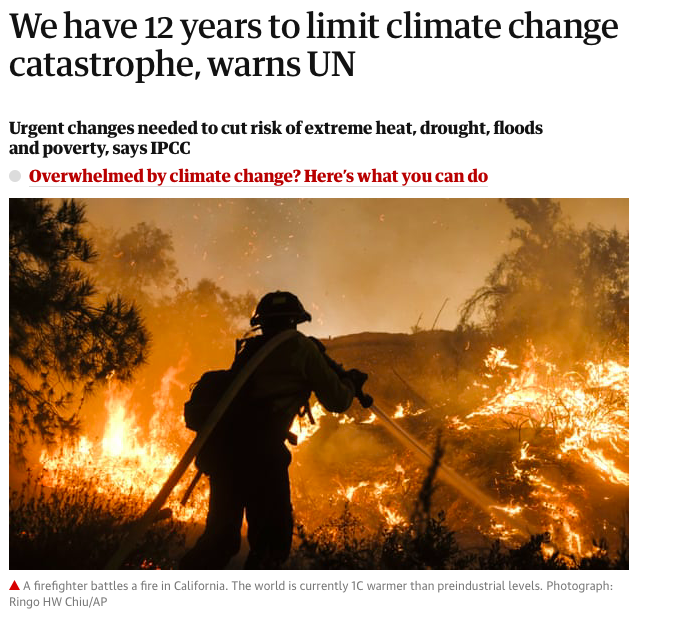 We have 12 years to limit climate change
catastrophe, warns UN
Urgent changes needed to cut risk of extreme heat, drought, floods
and poverty, says IPCC
Overwhelmed by climate change? Here’s what you can do
A firefighter battles a fire in California. The world is currently 1C warmer than preindustrial levels. Photograph:
Ringo HW Chiu/AP